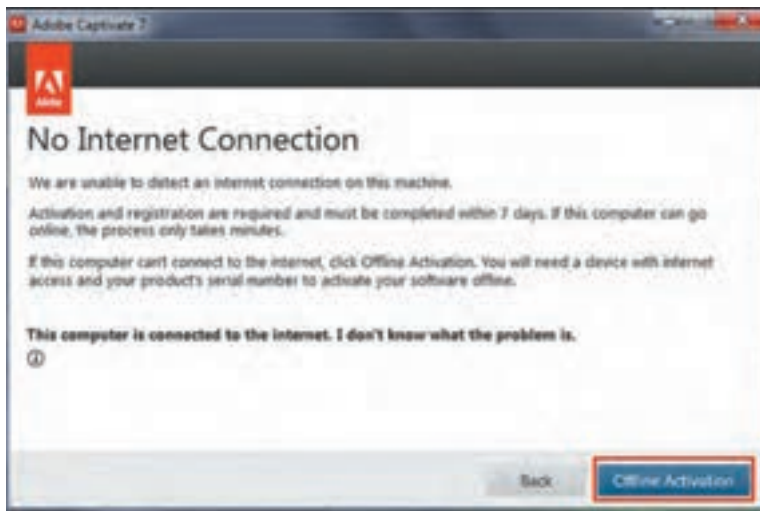 Adobe Captivate 7
Adobe
No Internet Connection
We are unable to detect an internet connection on this machine.
Activation and registration are required and must be completed within 7 days. If this computer can go
online, the process only takes minutes.
If this computer can't connect to the internet, click Offline Activation. You will need a device with internet
access and your product's serial number to activate your software offline.
This computer is connected to the internet. I don't know what the problem is.
Back
Offline Activation